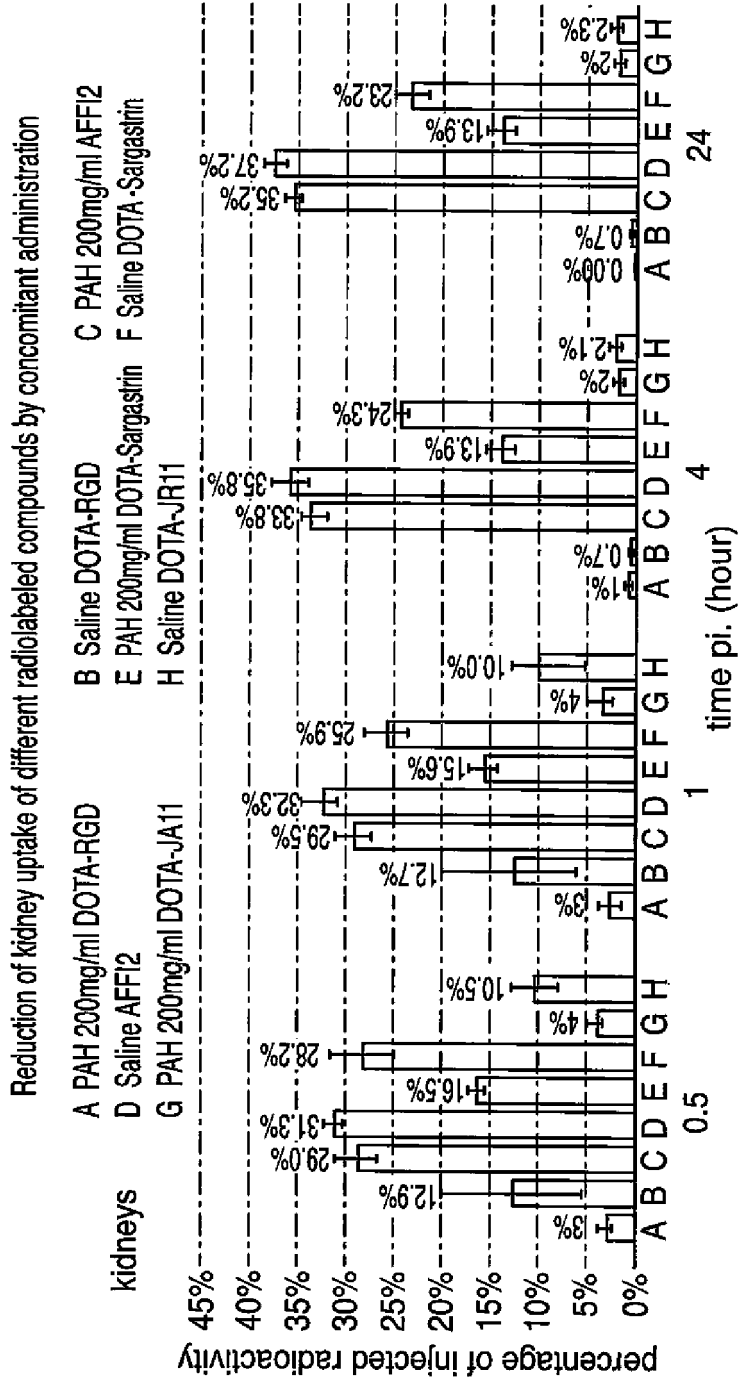 Reduction of kidney uptake of different radiolabeled compounds by concomitant administration
kidneys
A PAH 200mg/ml DOTA-RGD
B Saline DOTA-RGD
C PAH 200mg/ml AFFI2
D Saline AFFI2
E PAH 200mg/ml DOTA-Sargastrin
F Saline DOTA-Sargastrin
G PAH 200mg/ml DOTA-JA11
H Saline DOTA-JR11
percentage of injected radioactivity
45%
40%
35%
30%
25%
20%
15%
10%
5%
0%
3% 12.9% 29.0% 31.3% 16.5% 28.2% 4% 10.5%
A B C D E F G H
0.5
3% 12.7% 29.5% 32.3% 15.6% 25.9% 4% 10.0%
A B C D E F G H
1
1% 0.7% 33.8% 35.8% 13.9% 24.3% 2% 2.1%
A B C D E F G H
4
0.00% 0.7% 35.2% 37.2% 13.9% 23.2% 2% 2.3%
A B C D E F G H
24
time pi. (hour)